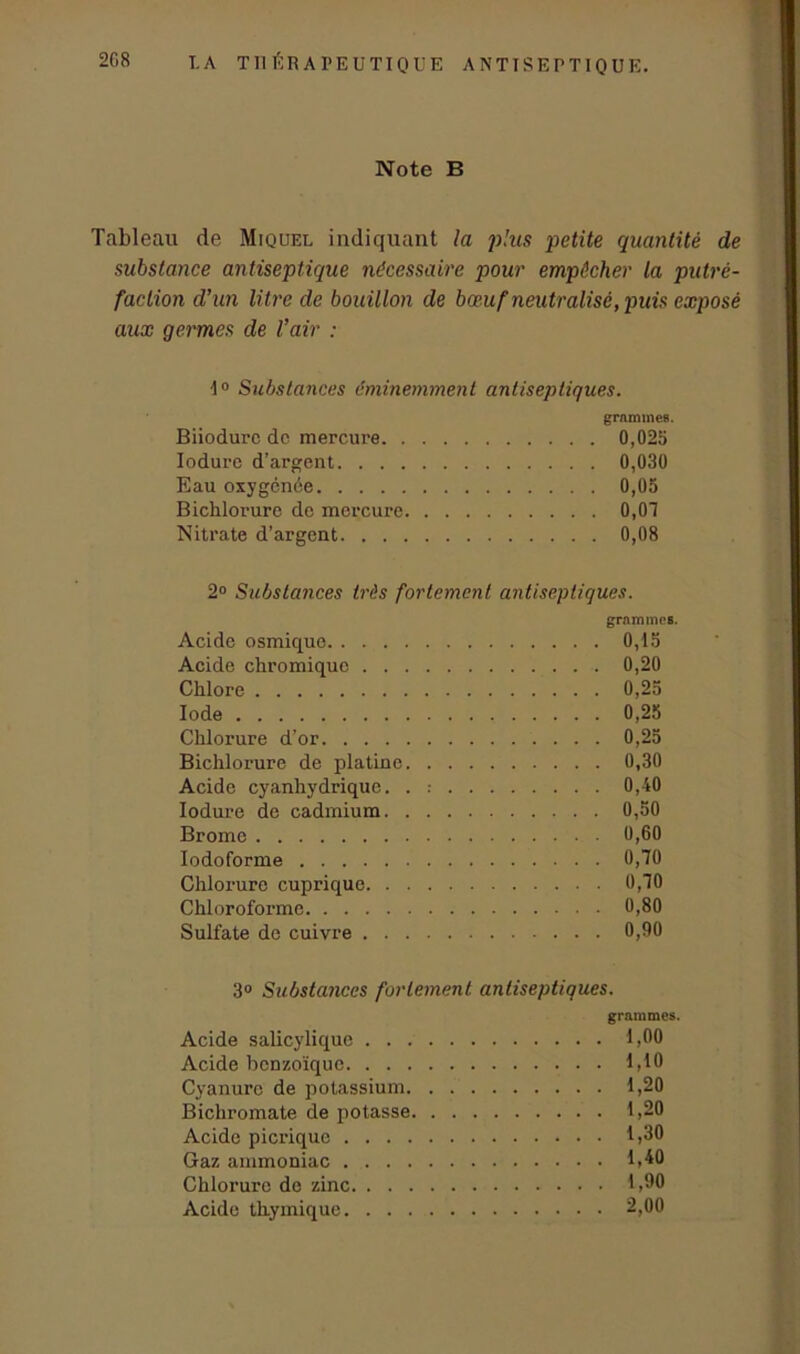 268 LA THÉRAPEUTIQUE ANTISEPTIQUE.
Note B
Tableau de MIQUEL indiquant la plus petite quantité de
substance antiseptique nécessaire pour empêcher la putré-
faction d'un litre de bouillon de bœuf neutralisé, puis exposé
aux germes de l'air :
1° Substances éminemment antiseptiques.
grammes.
Biiodure de mercure. . . . . . . . . . . 0,025
Iodure d'argent. . . . . . . . . . . . . 0,030
Eau oxygénée. . . . . . . . . . . . . . 0,05
Bichlorure de mercure. . . . . . . . . . 0,07
Nitrate d'argent. . . . . . . . . . . . . 0,08
2° Substances très fortement antiseptiques.
grammes.
Acide osmique. . . . . . . . . . . . . . 0,15
Acide chromique . . . . . . . . . . . . 0,20
Chlore . . . . . . . . . . . . . . . . . 0,25
Iode . . . . . . . . . . . . . . . . . . 0,25
Chlorure d'or. . . . . . . . . . . . . . 0,25
Bichlorure de platine. . . . . . . . . . 0,30
Acide cyanhydrique. . : . . . . . . . . 0,40
Iodure de cadmium. . . . . . . . . . . 0,50
Brome . . . . . . . . . . . . . . . . . 0,60
Iodoforme . . . . . . . . . . . . . . . 0,70
Chlorure cuprique. . . . . . . . . . . . 0,70
Chloroforme. . . . . . . . . . . . . . . 0,80
Sulfate de cuivre . . . . . . . . . . . . 0,90
3° Substances fortement antiseptiques.
grammes.
Acide salicylique . . . . . . . . . . . . 1,00
Acide benzoïque. . . . . . . . . . . . . 1,10
Cyanure de potassium. . . . . . . . . . 1,20
Bichromate de potasse. . . . . . . . . . 1,20
Acide picrique . . . . . . . . . . . . . 1,30
Gaz ammoniac . . . . . . . . . . . . . 1,40
Chlorure de zinc. . . . . . . . . . . . . 1,90
Acide thymique. . . . . . . . . . . . . 2,00